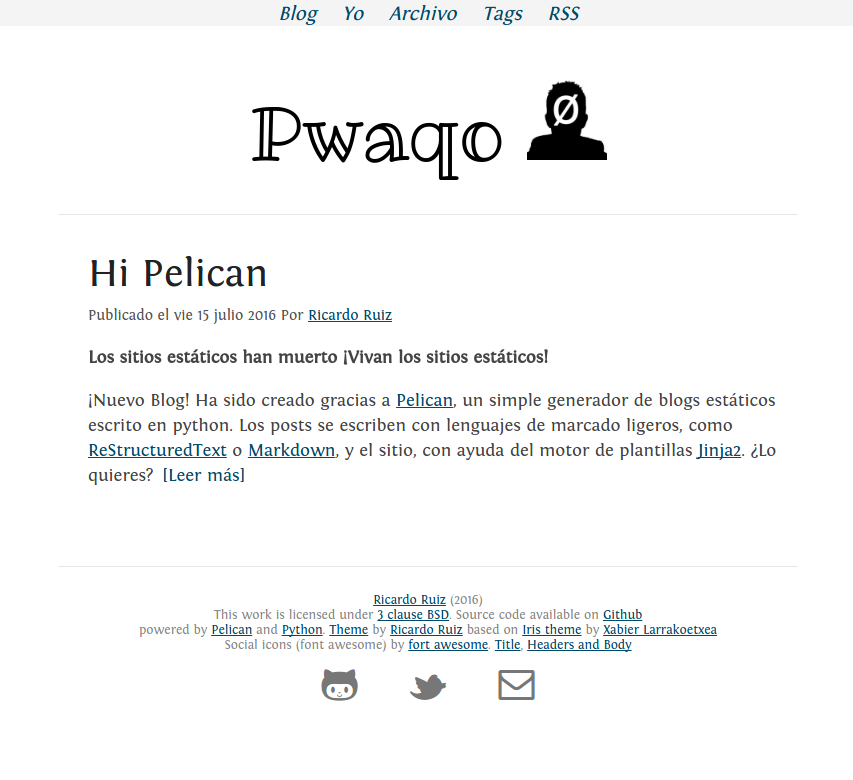 Blog Yo Archivo Tags RSS
Pwaqo Ø
Hi Pelican
Publicado el vie 15 julio 2016 Por Ricardo Ruiz
Los sitios estáticos han muerto ¡Vivan los sitios estáticos!
¡Nuevo Blog! Ha sido creado gracias a Pelican, un simple generador de blogs estáticos
escrito en python. Los posts se escriben con lenguajes de marcado ligeros, como
ReStructuredText o Markdown, y el sitio, con ayuda del motor de plantillas Jinja2. ¿Lo
quieres? [Leer más]
Ricardo Ruiz (2016)
This work is licensed under 3 clause BSD. Source code available on Github
powered by Pelican and Python. Theme by Ricardo Ruiz based on Iris theme by Xabier Larrakoetxea
Social icons (font awesome) by fort awesome. Title, Headers and Body